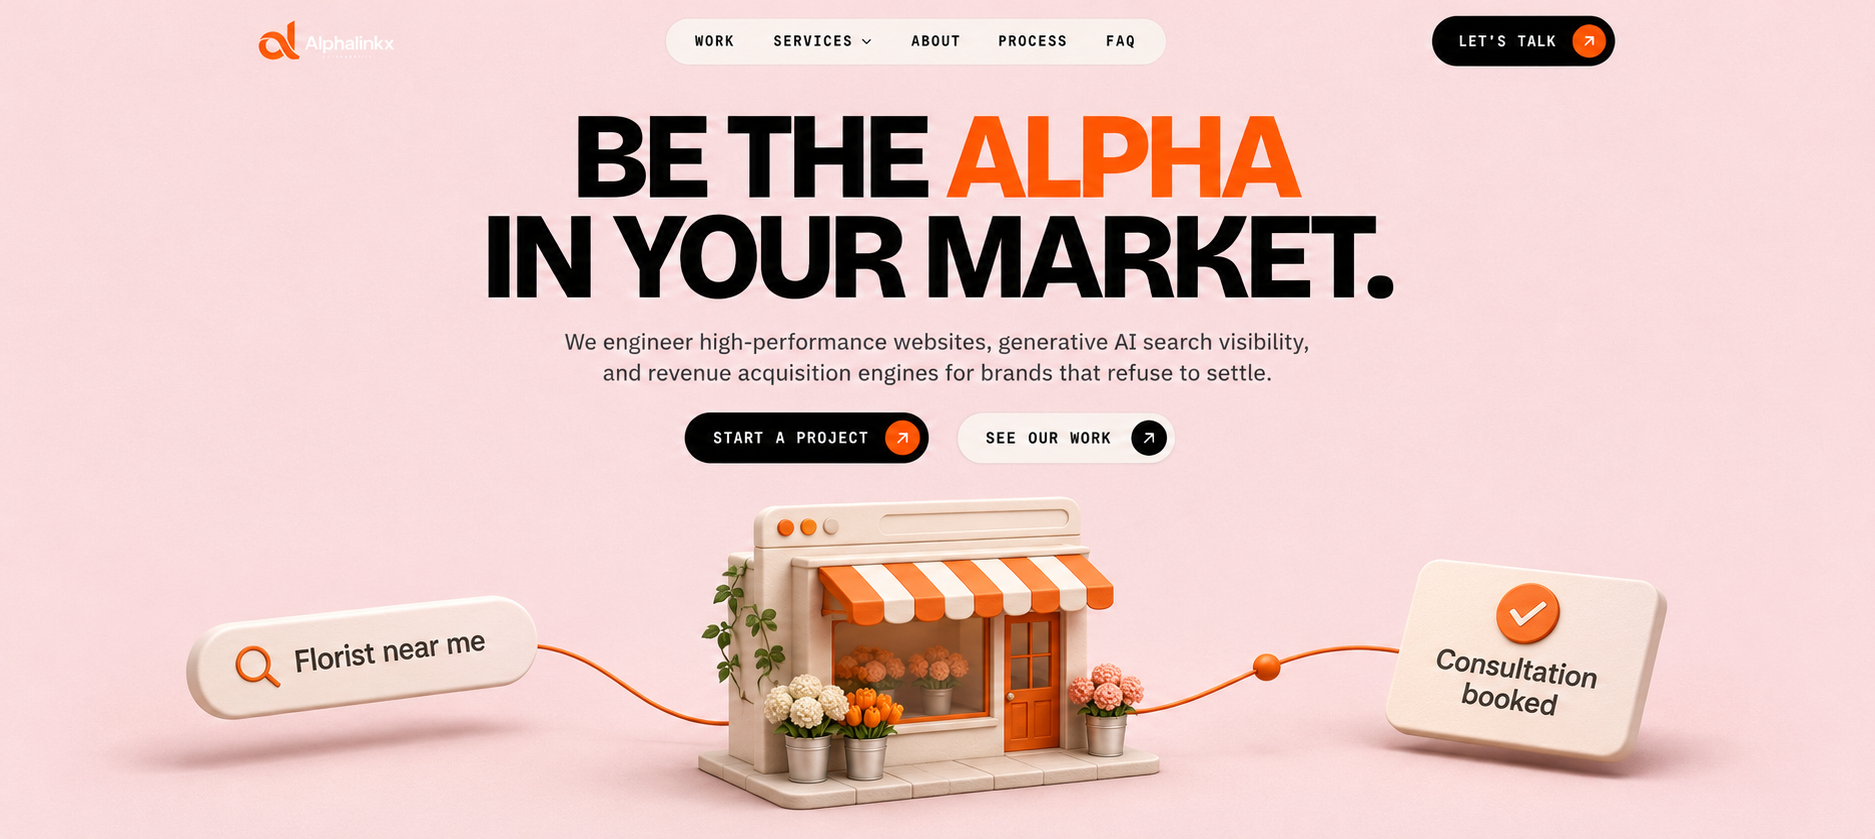 Alphalinkx
WORK SERVICES ABOUT PROCESS FAQ
LET'S TALK
BE THE ALPHA
IN YOUR MARKET.
We engineer high-performance websites, generative AI search visibility,
and revenue acquisition engines for brands that refuse to settle.
START A PROJECT
SEE OUR WORK
Florist near me
Consultation
booked